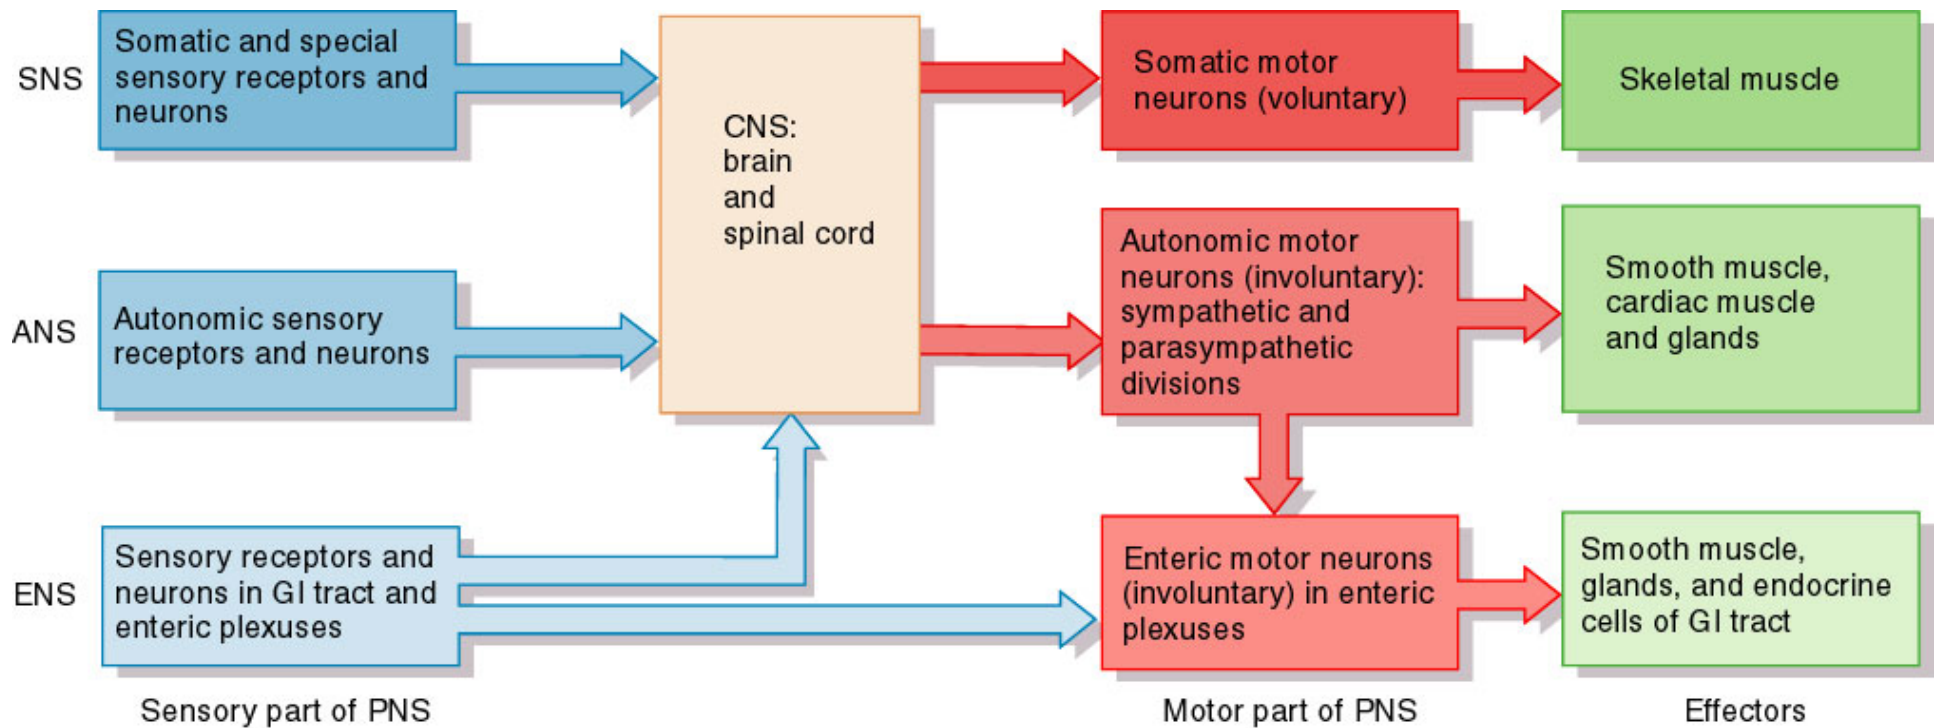 SNS
Somatic and special
sensory receptors and
neurons
CNS:
brain
and
spinal cord
Somatic motor
neurons (voluntary)
Skeletal muscle
ANS
Autonomic sensory
receptors and neurons
Autonomic motor
neurons (involuntary):
sympathetic and
parasympathetic
divisions
Smooth muscle,
cardiac muscle
and glands
ENS
Sensory receptors and
neurons in GI tract and
enteric plexuses
Enteric motor neurons
(involuntary) in enteric
plexuses
Smooth muscle,
glands, and endocrine
cells of GI tract
Sensory part of PNS
Motor part of PNS
Effectors